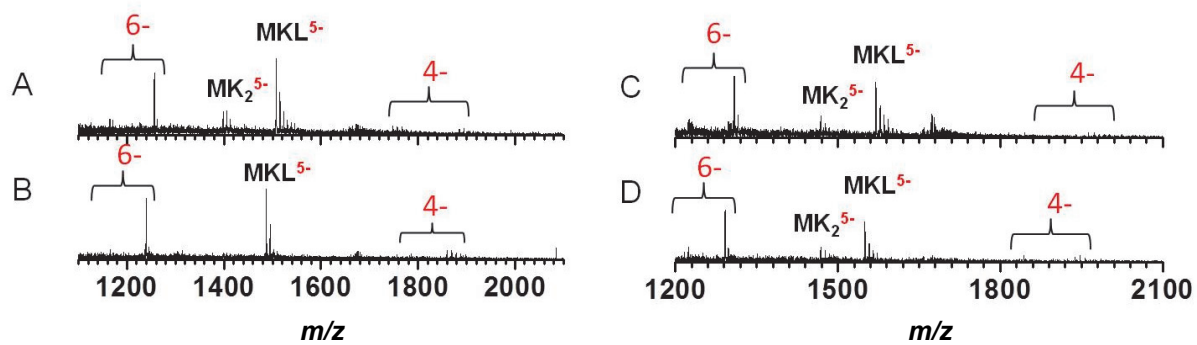 A
6-
MK₂⁵⁻
MKL⁵⁻
4-
B
6-
MKL⁵⁻
4-
1200 1400 1600 1800 2000
m/z
C
6-
MK₂⁵⁻
MKL⁵⁻
4-
D
6-
MK₂⁵⁻
MKL⁵⁻
4-
1200 1500 1800 2100
m/z